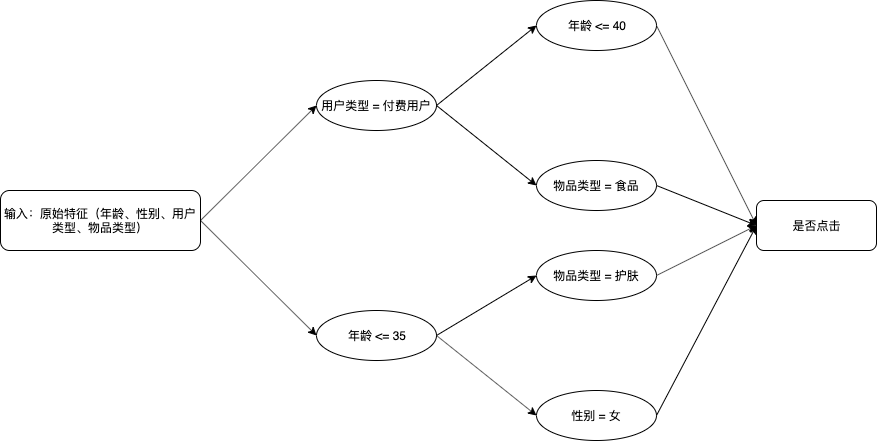 年龄 <= 40
用户类型 = 付费用户
物品类型 = 食品
输入：原始特征（年龄、性别、用户
类型、物品类型）
是否点击
物品类型 = 护肤
年龄 <= 35
性别 = 女